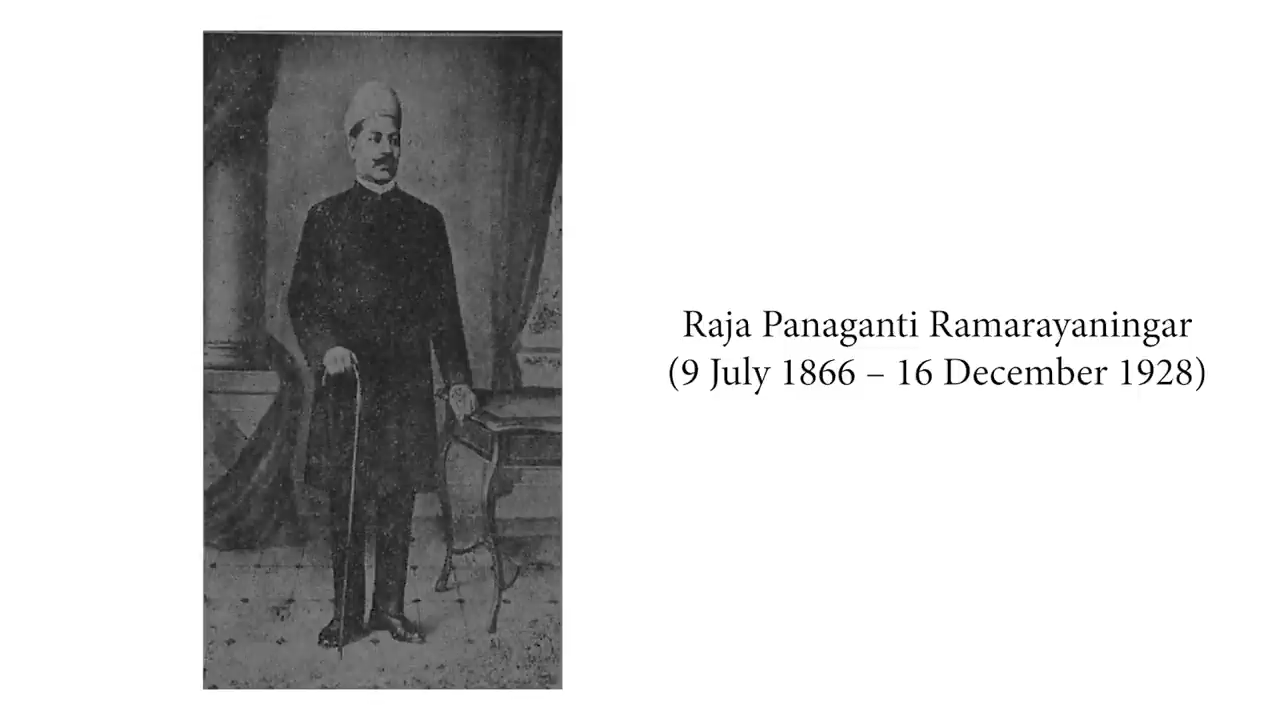 Raja Panaganti Ramarayaningar
(9 July 1866 – 16 December 1928)